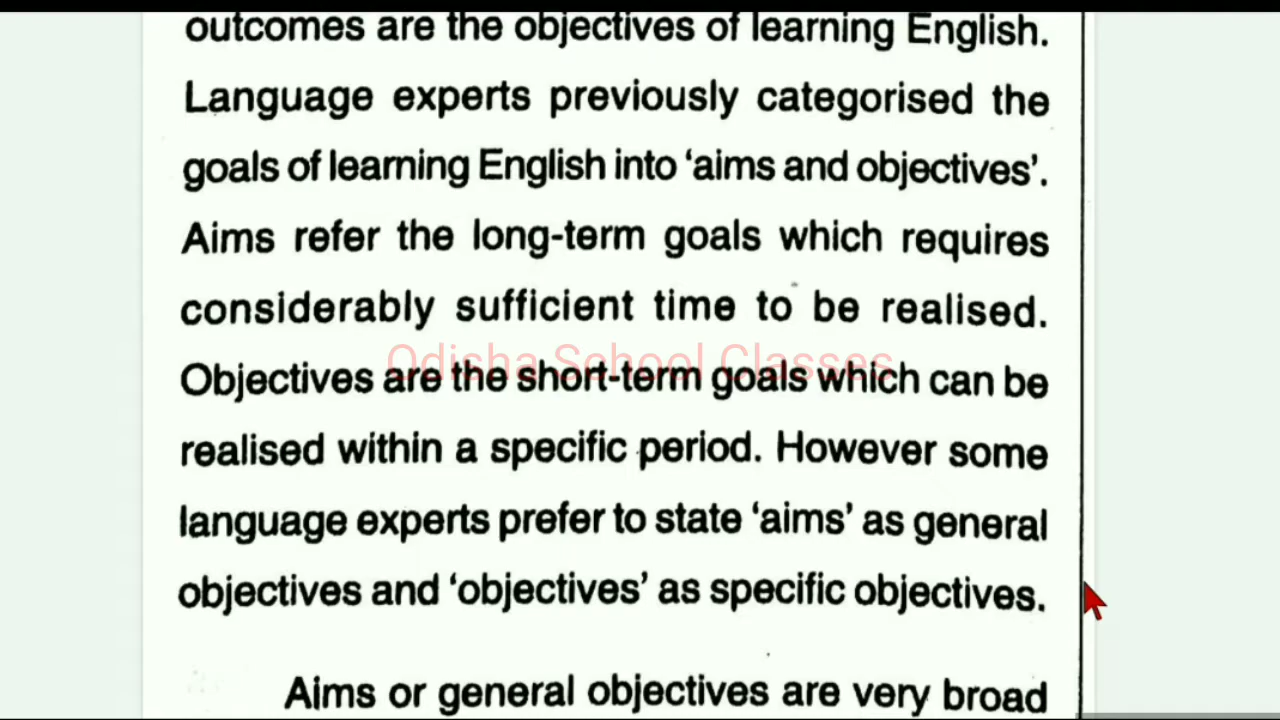 outcomes are the objectives of learning English.
Language experts previously categorised the
goals of learning English into ‘aims and objectives’.
Aims refer the long-term goals which requires
considerably sufficient time to be realised.
Odisha School Classes
Objectives are the short-term goals which can be
realised within a specific period. However some
language experts prefer to state ‘aims’ as general
objectives and ‘objectives’ as specific objectives.
Aims or general objectives are very broad